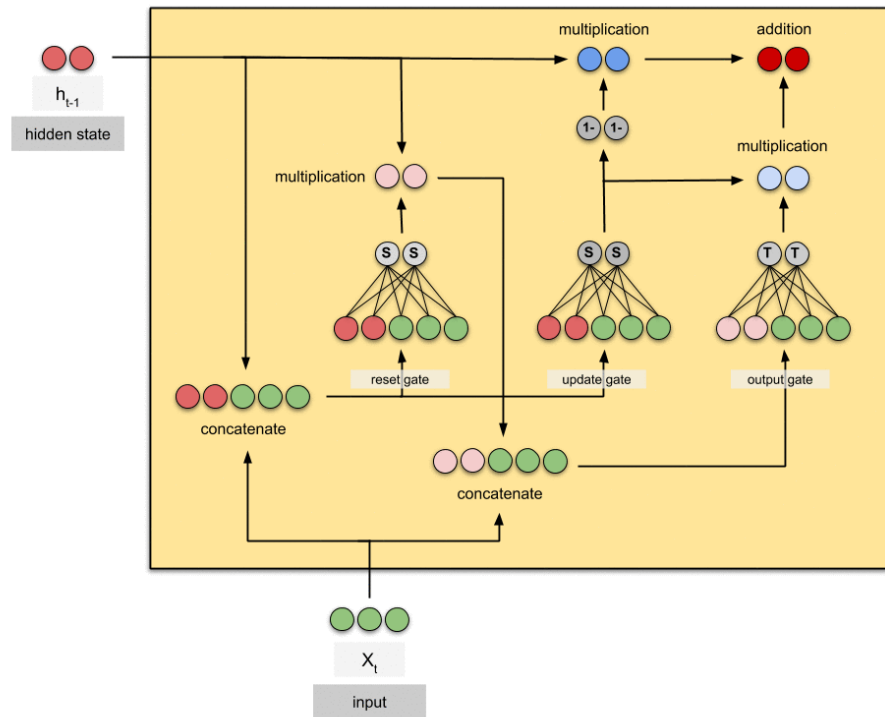 multiplication
addition
h t-1
hidden state
1- 1-
multiplication
multiplication
S S
S S
T T
reset gate
update gate
output gate
concatenate
concatenate
X t
input